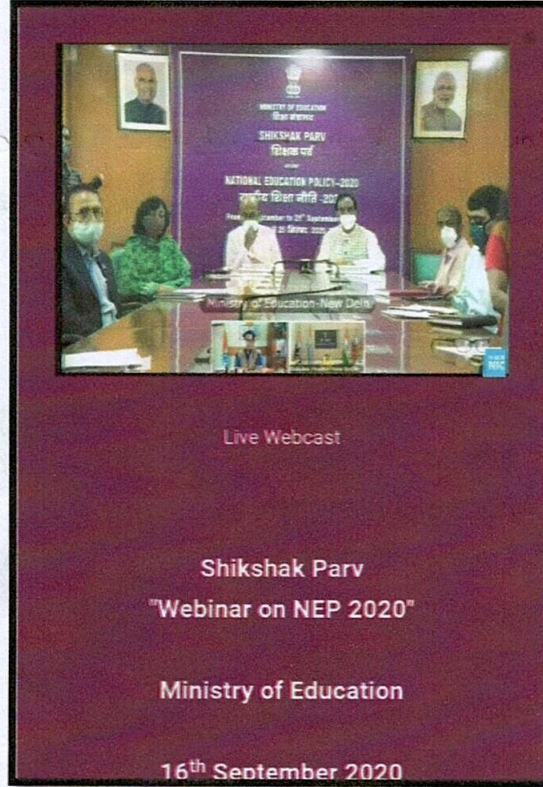 MINISTRY OF EDUCATION
शिक्षा मंत्रालय
SHIKSHAK PARV
शिक्षक पर्व
NATIONAL EDUCATION POLICY-2020
शिक्षा नीति
Ministry of Education-New Delhi
NIC
Live Webcast
Shikshak Parv
"Webinar on NEP 2020"
Ministry of Education
16th September 2020